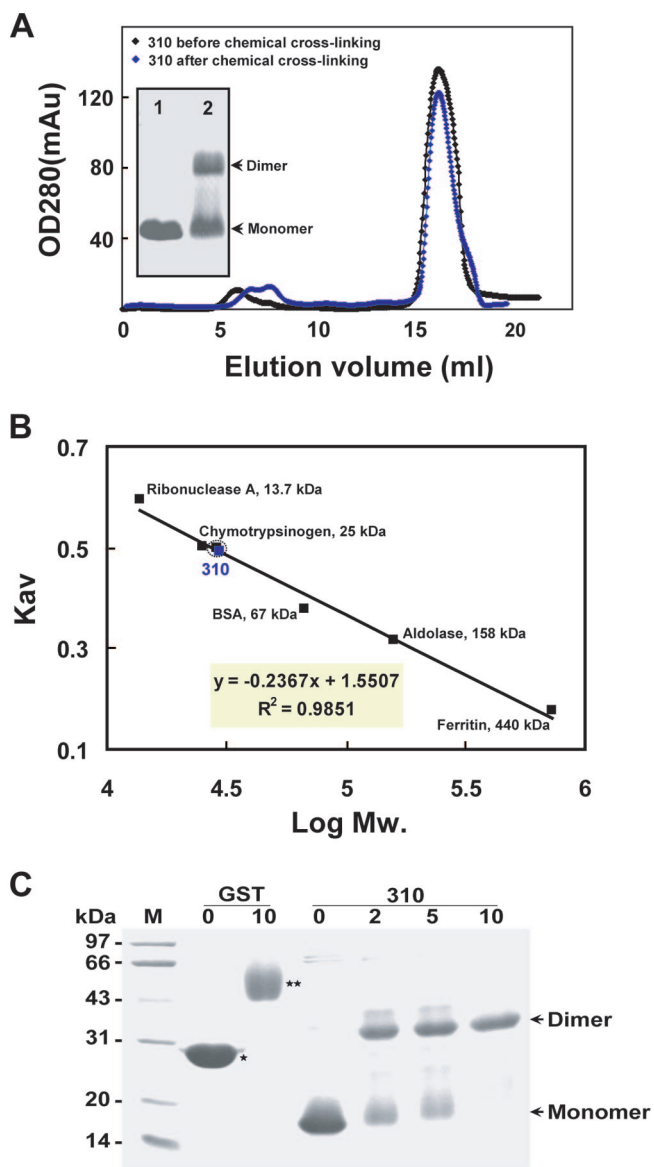 A
310 before chemical cross-linking
310 after chemical cross-linking
OD280(mAu)
120
80
40
1 2
Dimer
Monomer
0 5 10 15 20
Elution volume (ml)
B
Kav
0.7
0.5
0.3
0.1
Ribonuclease A, 13.7 kDa
Chymotrypsinogen, 25 kDa
310
BSA, 67 kDa
Aldolase, 158 kDa
y = -0.2367x + 1.5507
R² = 0.9851
Ferritin, 440 kDa
4 4.5 5 5.5 6
Log Mw.
C
GST 310
kDa M 0 10 0 2 5 10
97
66
43
31
20
14
**
*
Dimer
Monomer